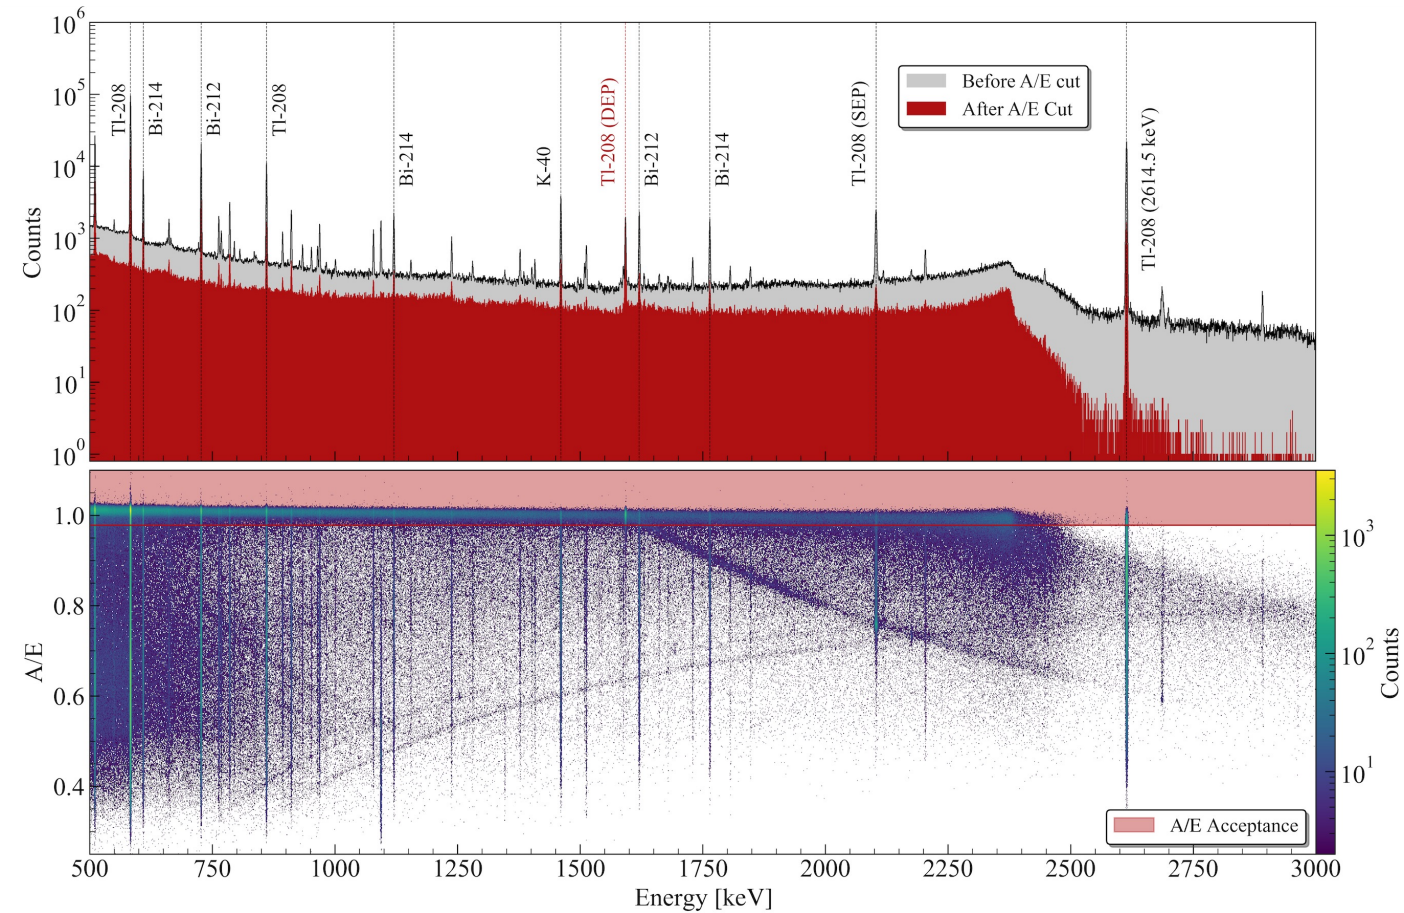 10^6
10^5
10^4
10^3
10^2
10^1
10^0
Counts
Tl-208
Bi-214
Bi-212
Tl-208
Bi-214
K-40
Tl-208 (DEP)
Bi-212
Bi-214
Tl-208 (SEP)
Tl-208 (2614.5 keV)
Before A/E cut
After A/E Cut
1.0
0.8
0.6
0.4
A/E
A/E Acceptance
10^3
10^2
10^1
Counts
500 750 1000 1250 1500 1750 2000 2250 2500 2750 3000
Energy [keV]